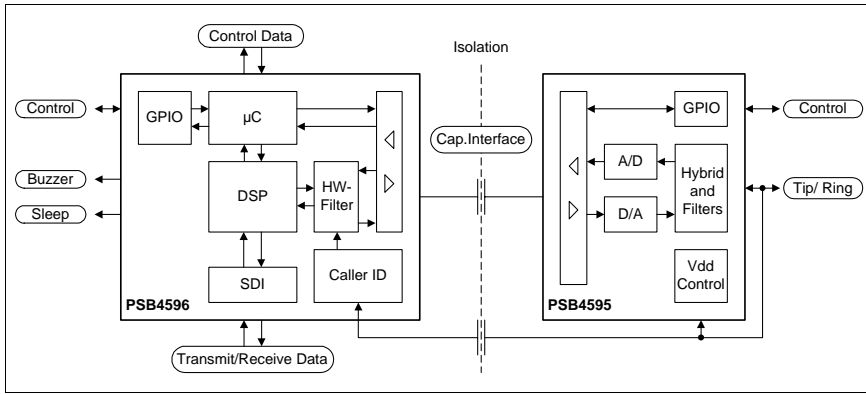 Control Data
Isolation
Control
GPIO
µC
GPIO
Control
Cap.Interface
A/D
Buzzer
DSP
HW-
Filter
Hybrid
and
Filters
Tip/ Ring
Sleep
D/A
SDI
Caller ID
Vdd
Control
PSB4596
PSB4595
Transmit/Receive Data